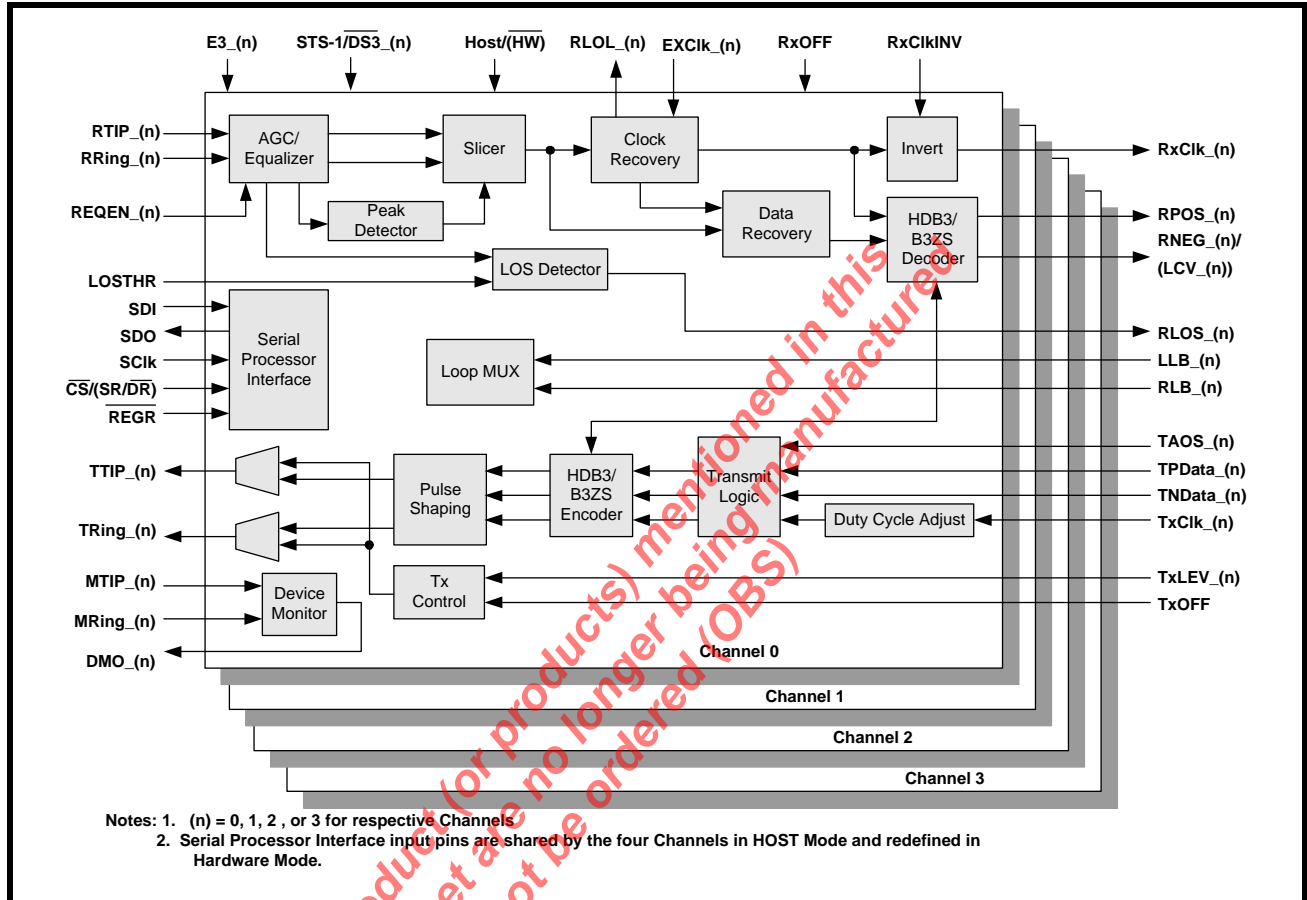 E3_(n) STS-1/DS3_(n) Host/(HW) RLOL_(n) EXClk_(n) RxOFF RxClkINV
RTIP_(n)
RRing_(n)
REQEN_(n)
LOSTHR
SDI
SDO
SClk
CS/(SR/DR)
REGR
TTIP_(n)
TRing_(n)
MTIP_(n)
MRing_(n)
DMO_(n)
AGC/
Equalizer
Peak
Detector
Slicer
LOS Detector
Clock
Recovery
Data
Recovery
Invert
HDB3/
B3ZS
Decoder
Serial
Processor
Interface
Loop MUX
Pulse
Shaping
HDB3/
B3ZS
Encoder
Transmit
Logic
Duty Cycle Adjust
Tx
Control
Device
Monitor
RxClk_(n)
RPOS_(n)
RNEG_(n)/
(LCV_(n))
RLOS_(n)
LLB_(n)
RLB_(n)
TAOS_(n)
TPData_(n)
TNData_(n)
TxClk_(n)
TxLEV_(n)
TxOFF
Channel 0
Channel 1
Channel 2
Channel 3
Notes: 1. (n) = 0, 1, 2 , or 3 for respective Channels
2. Serial Processor Interface input pins are shared by the four Channels in HOST Mode and redefined in
Hardware Mode.
(or products) mentioned in this
are no longer being manufactured
be ordered (OBS)